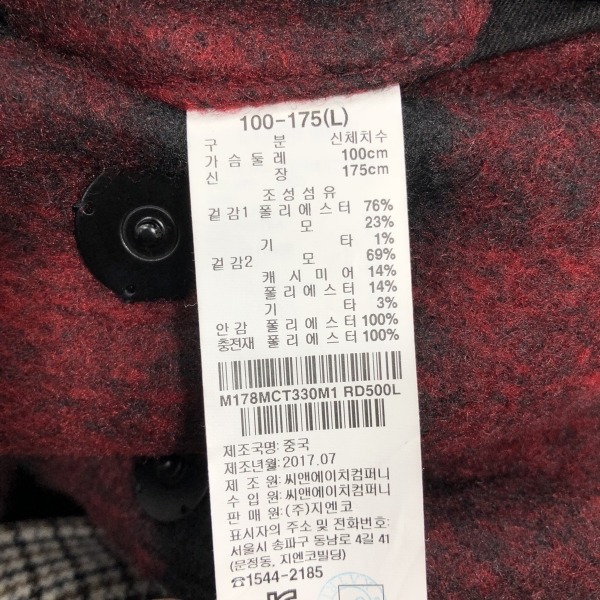 100-175(L)
구 분 신체치수
가슴둘레 100cm
신 장 175cm
조성섬유
겉감1 폴리에스터 76%
모 23%
기 타 1%
겉감2 모 69%
캐시미어 14%
폴리에스터 14%
기 타 3%
안 감 폴리에스터 100%
충전재 폴리에스터 100%
M178MCT330M1 RD500L
제조국명: 중국
제조년월: 2017.07
제 조 원: 씨앤에이치컴퍼니
수 입 원: 씨앤에이치컴퍼니
판 매 원: (주)지엔코
표시자의 주소 및 전화번호:
서울시 송파구 동남로 4길 41
(문정동, 지엔코빌딩)
☎1544-2185